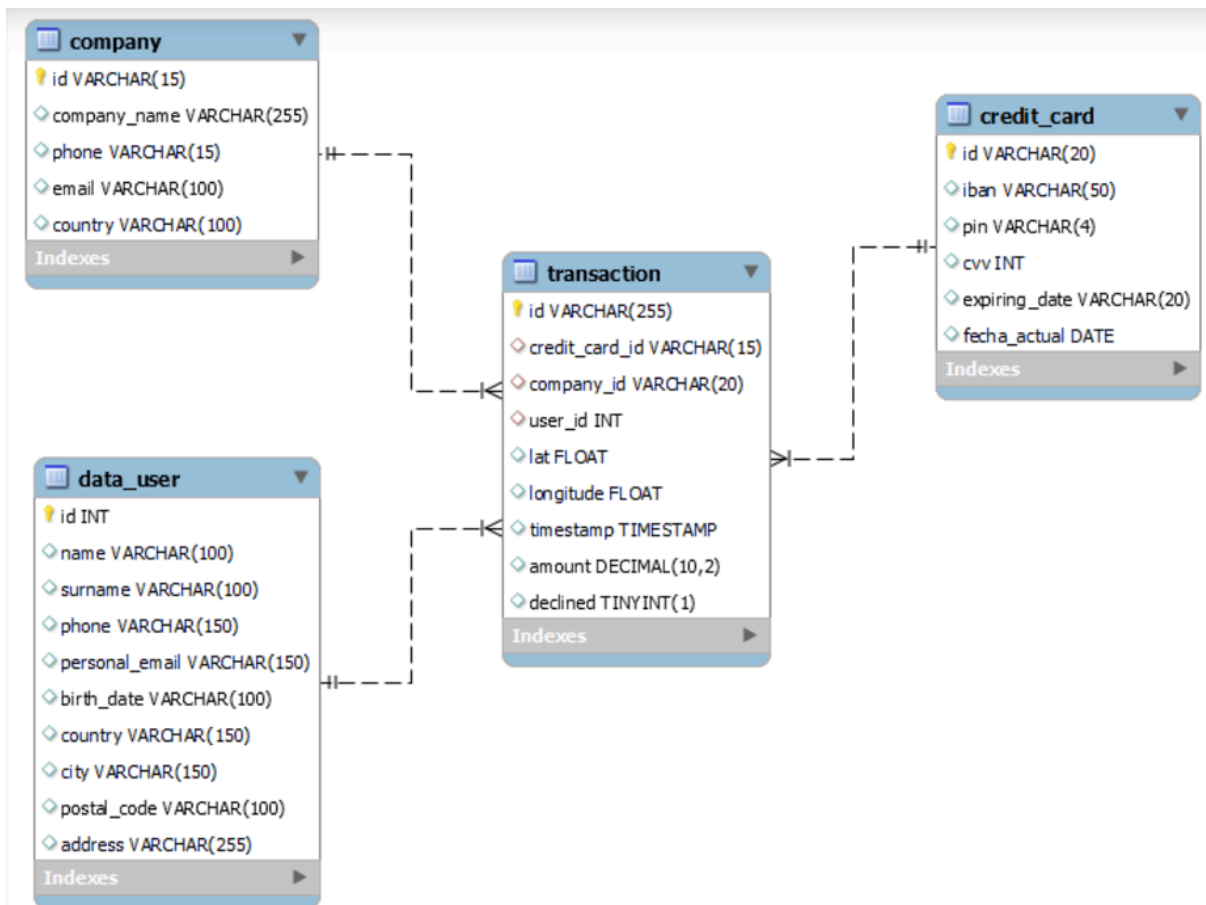 company
id VARCHAR(15)
company_name VARCHAR(255)
phone VARCHAR(15)
email VARCHAR(100)
country VARCHAR(100)
Indexes
credit_card
id VARCHAR(20)
iban VARCHAR(50)
pin VARCHAR(4)
cvv INT
expiring_date VARCHAR(20)
fecha_actual DATE
Indexes
transaction
id VARCHAR(255)
credit_card_id VARCHAR(15)
company_id VARCHAR(20)
user_id INT
lat FLOAT
longitude FLOAT
timestamp TIMESTAMP
amount DECIMAL(10,2)
declined TINYINT(1)
Indexes
data_user
id INT
name VARCHAR(100)
surname VARCHAR(100)
phone VARCHAR(150)
personal_email VARCHAR(150)
birth_date VARCHAR(100)
country VARCHAR(150)
city VARCHAR(150)
postal_code VARCHAR(100)
address VARCHAR(255)
Indexes